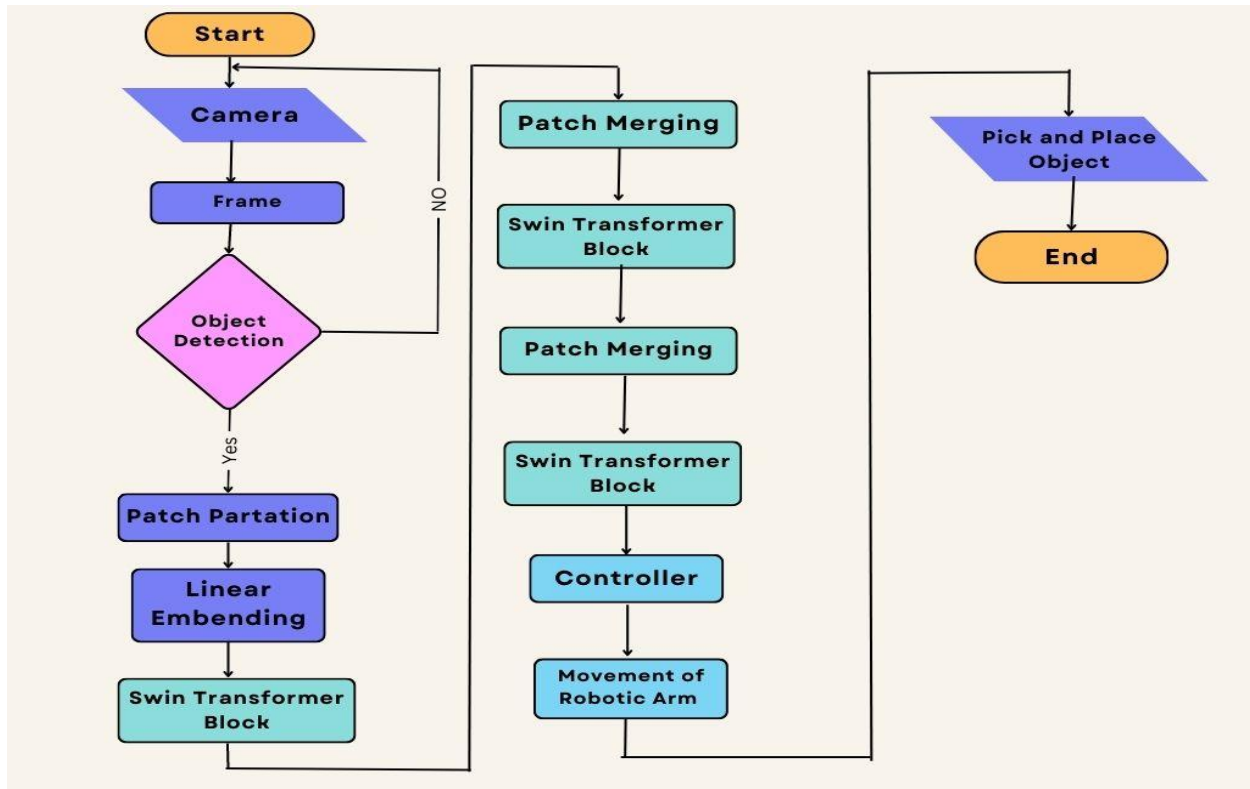 Start
Camera
Frame
Object
Detection
NO
Yes
Patch Partation
Linear
Embending
Swin Transformer
Block
Patch Merging
Swin Transformer
Block
Patch Merging
Swin Transformer
Block
Controller
Movement of
Robotic Arm
Pick and Place
Object
End